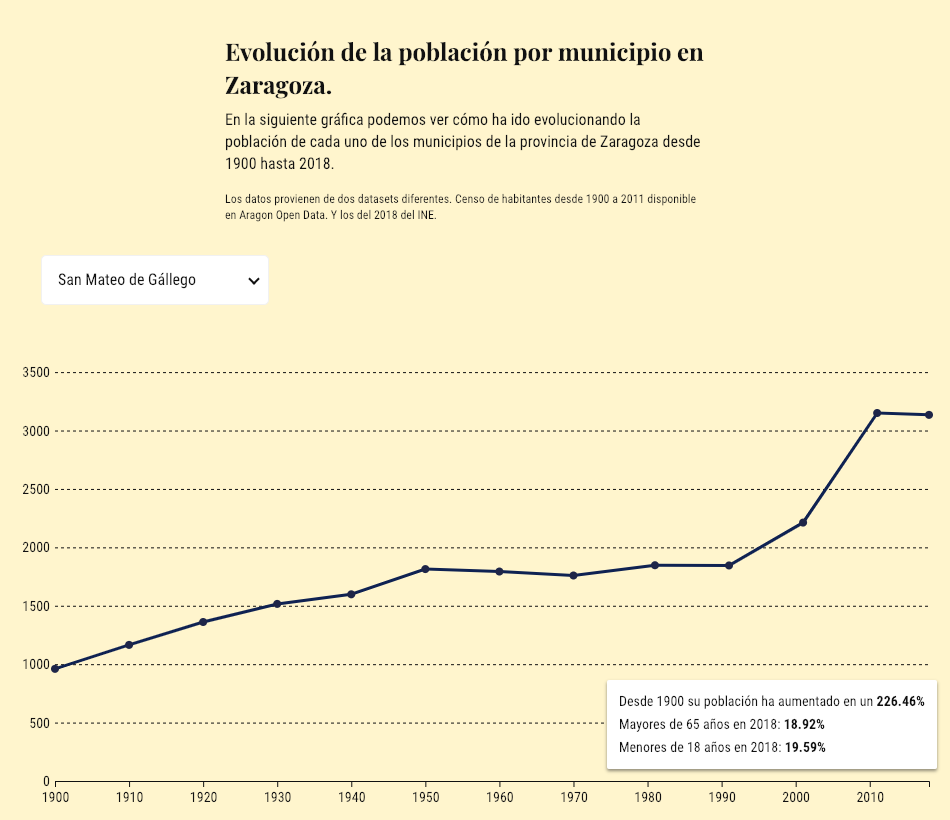 Evolución de la población por municipio en
Zaragoza.
En la siguiente gráfica podemos ver cómo ha ido evolucionando la
población de cada uno de los municipios de la provincia de Zaragoza desde
1900 hasta 2018.
Los datos provienen de dos datasets diferentes. Censo de habitantes desde 1900 a 2011 disponible
en Aragon Open Data. Y los del 2018 del INE.
San Mateo de Gállego
3500
3000
2500
2000
1500
1000
500
0
Desde 1900 su población ha aumentado en un 226.46%
Mayores de 65 años en 2018: 18.92%
Menores de 18 años en 2018: 19.59%
1900 1910 1920 1930 1940 1950 1960 1970 1980 1990 2000 2010